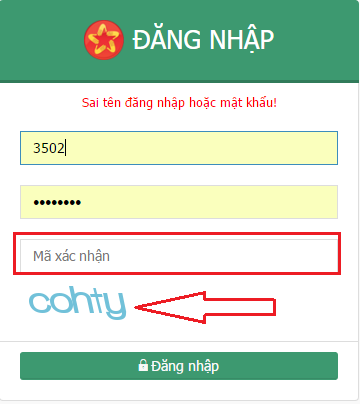 ĐĂNG NHẬP
Sai tên đăng nhập hoặc mật khẩu!
3502
Mã xác nhận
cohty
Đăng nhập